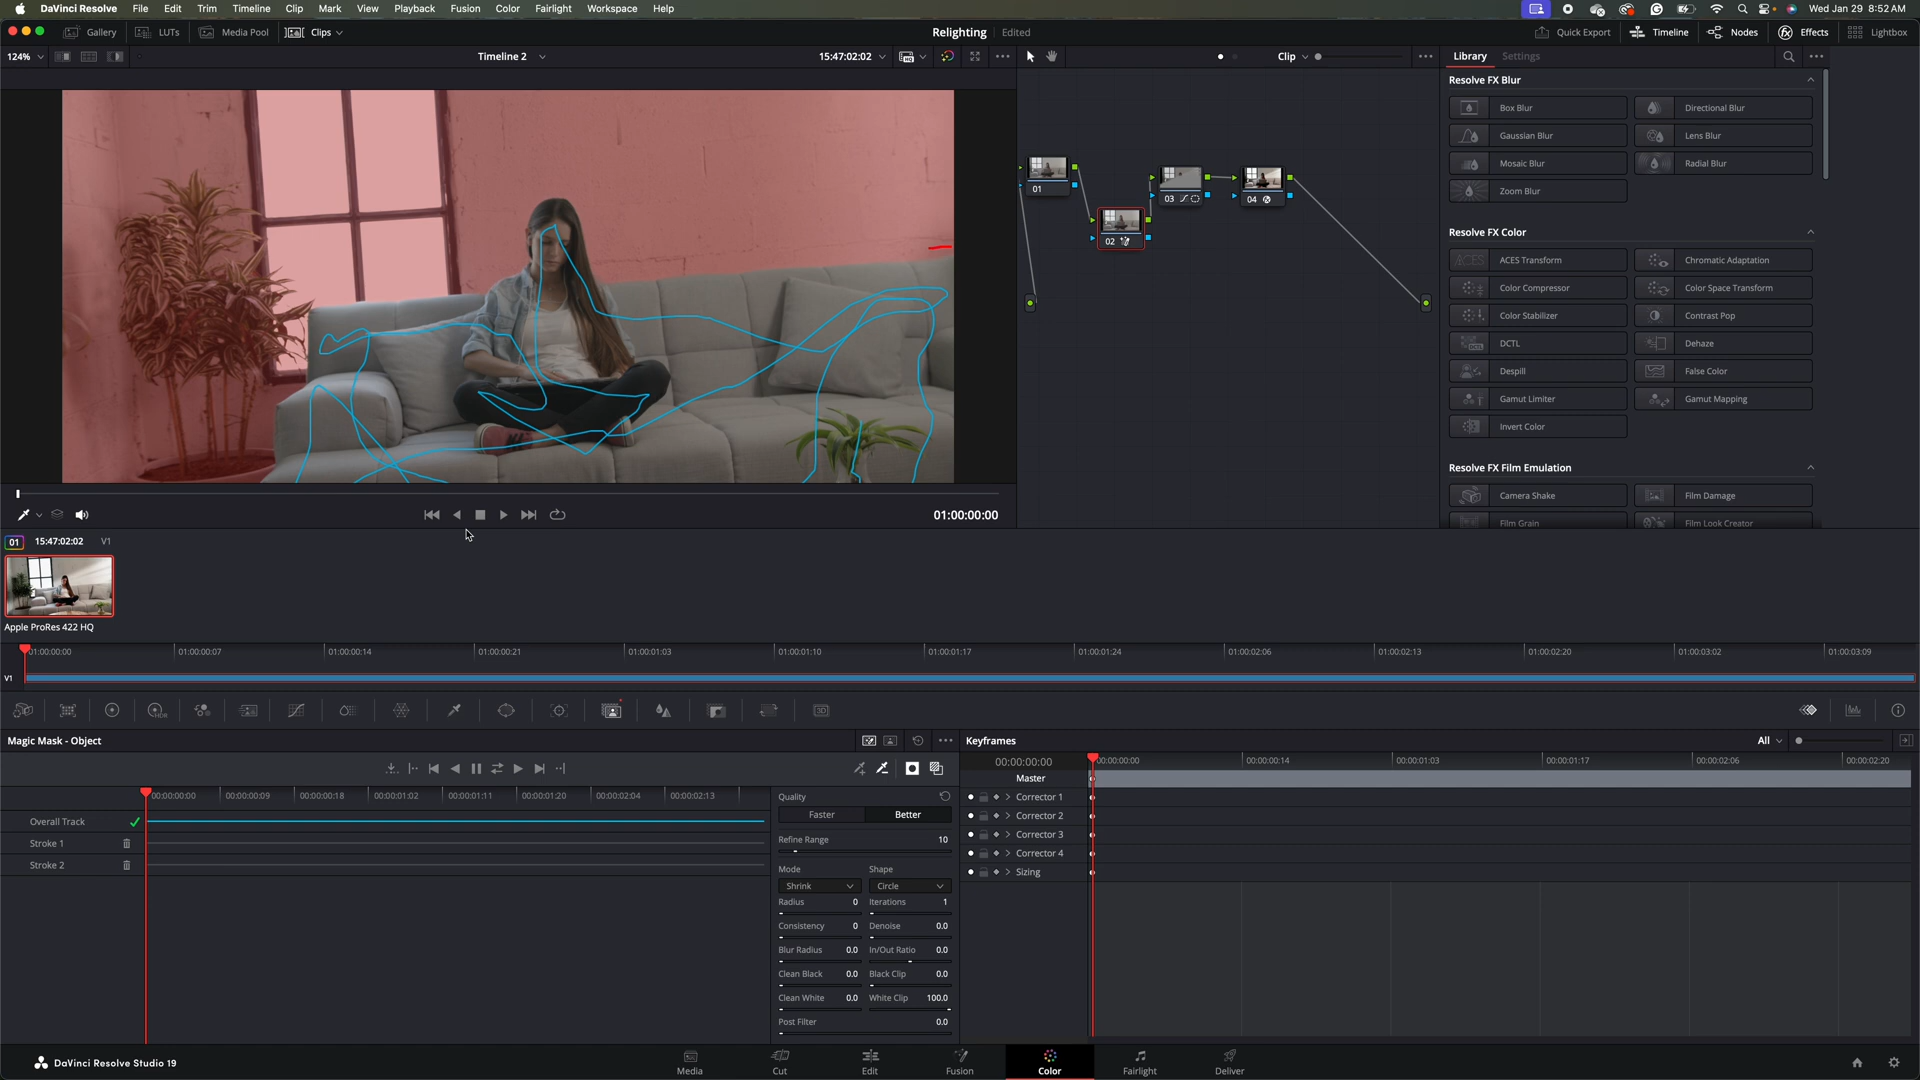 DaVinci Resolve File Edit Trim Timeline Clip Mark View Playback Fusion Color Fairlight Workspace Help Wed Jan 29 8:52 AM
Gallery LUTs Media Pool Clips Relighting Edited Quick Export Timeline Nodes Effects Lightbox
124% Timeline 2 15:47:02:02 Clip Library Settings
Resolve FX Blur
Box Blur Directional Blur
Gaussian Blur Lens Blur
Mosaic Blur Radial Blur
Zoom Blur
01
03 04
02
Resolve FX Color
ACES ACES Transform Chromatic Adaptation
Color Compressor Color Space Transform
Color Stabilizer Contrast Pop
DCTL Dehaze
Despill False Color
Gamut Limiter Gamut Mapping
Invert Color
Resolve FX Film Emulation
Camera Shake Film Damage
Film Grain Film Look Creator
01:00:00:00
01 15:47:02:02 V1
Apple ProRes 422 HQ
01:00:00:00 01:00:00:07 01:00:00:14 01:00:00:21 01:00:01:03 01:00:01:10 01:00:01:17 01:00:01:24 01:00:02:06 01:00:02:13 01:00:02:20 01:00:03:02 01:00:03:09
V1
HDR 3D
Magic Mask - Object Keyframes All
00:00:00:00 00:00:00:00 00:00:00:14 00:00:01:03 00:00:01:17 00:00:02:06 00:00:02:20
Master
00:00:00:00 00:00:00:09 00:00:00:18 00:00:01:02 00:00:01:11 00:00:01:20 00:00:02:04 00:00:02:13
Quality
Corrector 1
Faster Better
Corrector 2
Overall Track
Corrector 3
Refine Range 10
Stroke 1
Corrector 4
Stroke 2
Mode Shape
Sizing
Shrink Circle
Radius 0 Iterations 1
Consistency 0 Denoise 0.0
Blur Radius 0.0 In/Out Ratio 0.0
Clean Black 0.0 Black Clip 0.0
Clean White 0.0 White Clip 100.0
Post Filter 0.0
DaVinci Resolve Studio 19 Media Cut Edit Fusion Color Fairlight Deliver